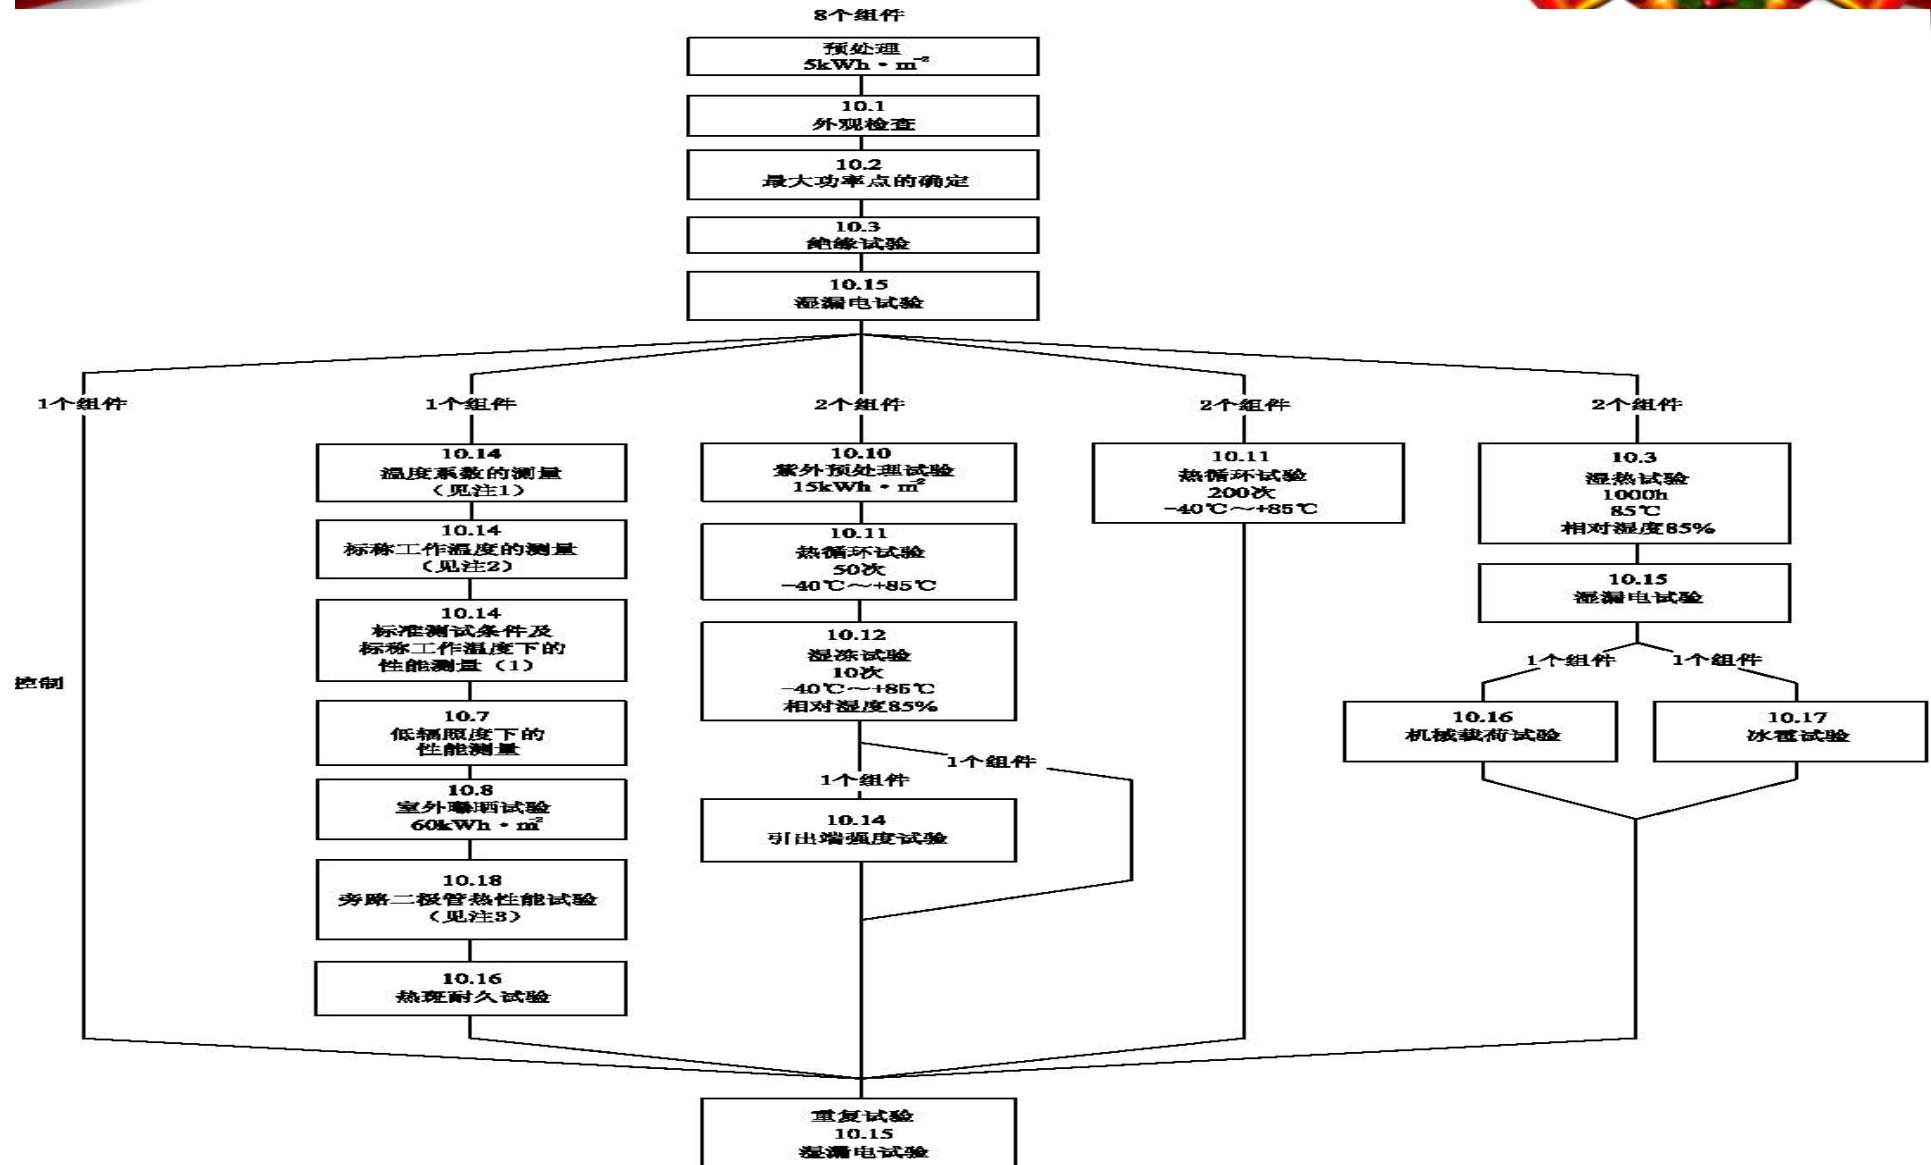 8个组件
预处理
5kWh·m⁻²
10.1
外观检查
10.2
最大功率点的确定
10.3
绝缘试验
10.15
湿漏电试验
1个组件
1个组件
2个组件
2个组件
2个组件
控制
10.14
温度系数的测量
（见注1）
10.14
标称工作温度的测量
（见注2）
10.14
标准测试条件及
标称工作温度下的
性能测量（1）
10.7
低辐照度下的
性能测量
10.8
室外曝晒试验
60kWh·m²
10.18
旁路二极管热性能试验
（见注3）
10.16
热斑耐久试验
10.10
紫外预处理试验
15kWh·m²
10.11
热循环试验
50次
-40℃～+85℃
10.12
湿冻试验
10次
-40℃～+85℃
相对湿度85%
1个组件
1个组件
10.14
引出端强度试验
10.11
热循环试验
200次
-40℃～+85℃
10.3
湿热试验
1000h
85℃
相对湿度85%
10.15
湿漏电试验
1个组件
1个组件
10.16
机械载荷试验
10.17
冰雹试验
重复试验
10.15
湿漏电试验